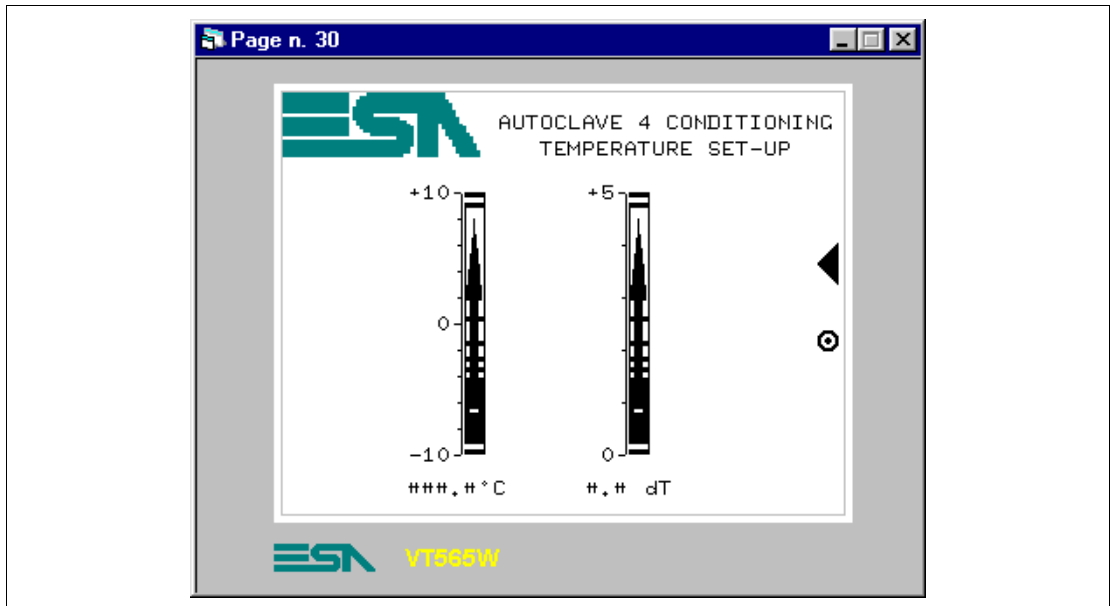 Page n. 30
ESA
AUTOCLAVE 4 CONDITIONING
TEMPERATURE SET-UP
+10
0
-10
+5
0
###.#°C
#.# dT
ESA VT565W